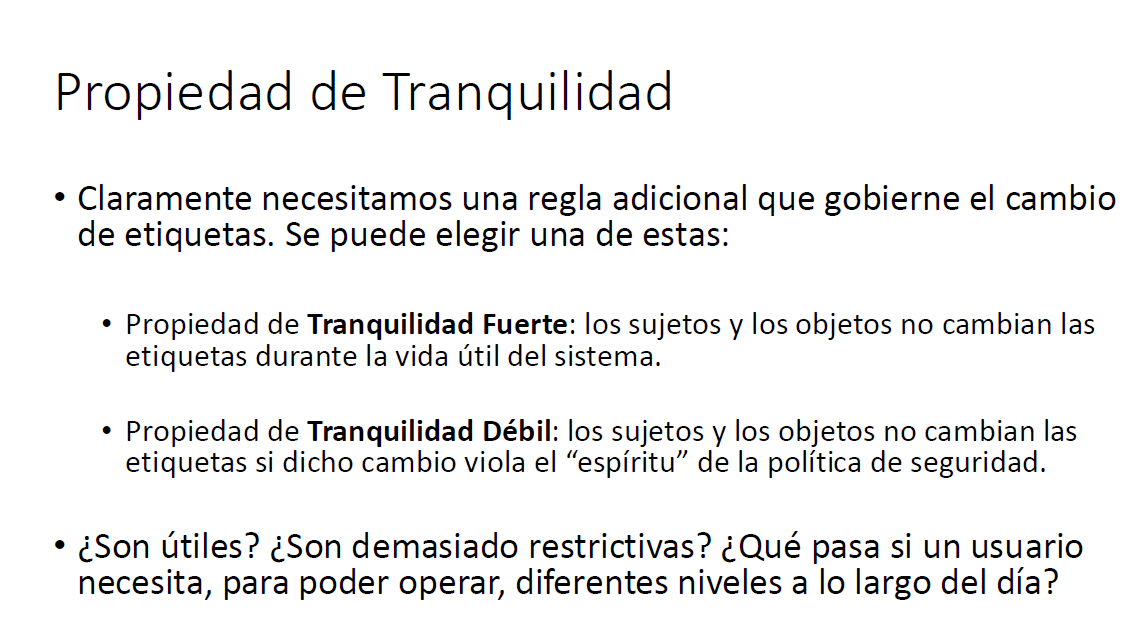 Propiedad de Tranquilidad
• Claramente necesitamos una regla adicional que gobierne el cambio
de etiquetas. Se puede elegir una de estas:
• Propiedad de Tranquilidad Fuerte: los sujetos y los objetos no cambian las
etiquetas durante la vida útil del sistema.
• Propiedad de Tranquilidad Débil: los sujetos y los objetos no cambian las
etiquetas si dicho cambio viola el “espíritu” de la política de seguridad.
• ¿Son útiles? ¿Son demasiado restrictivas? ¿Qué pasa si un usuario
necesita, para poder operar, diferentes niveles a lo largo del día?